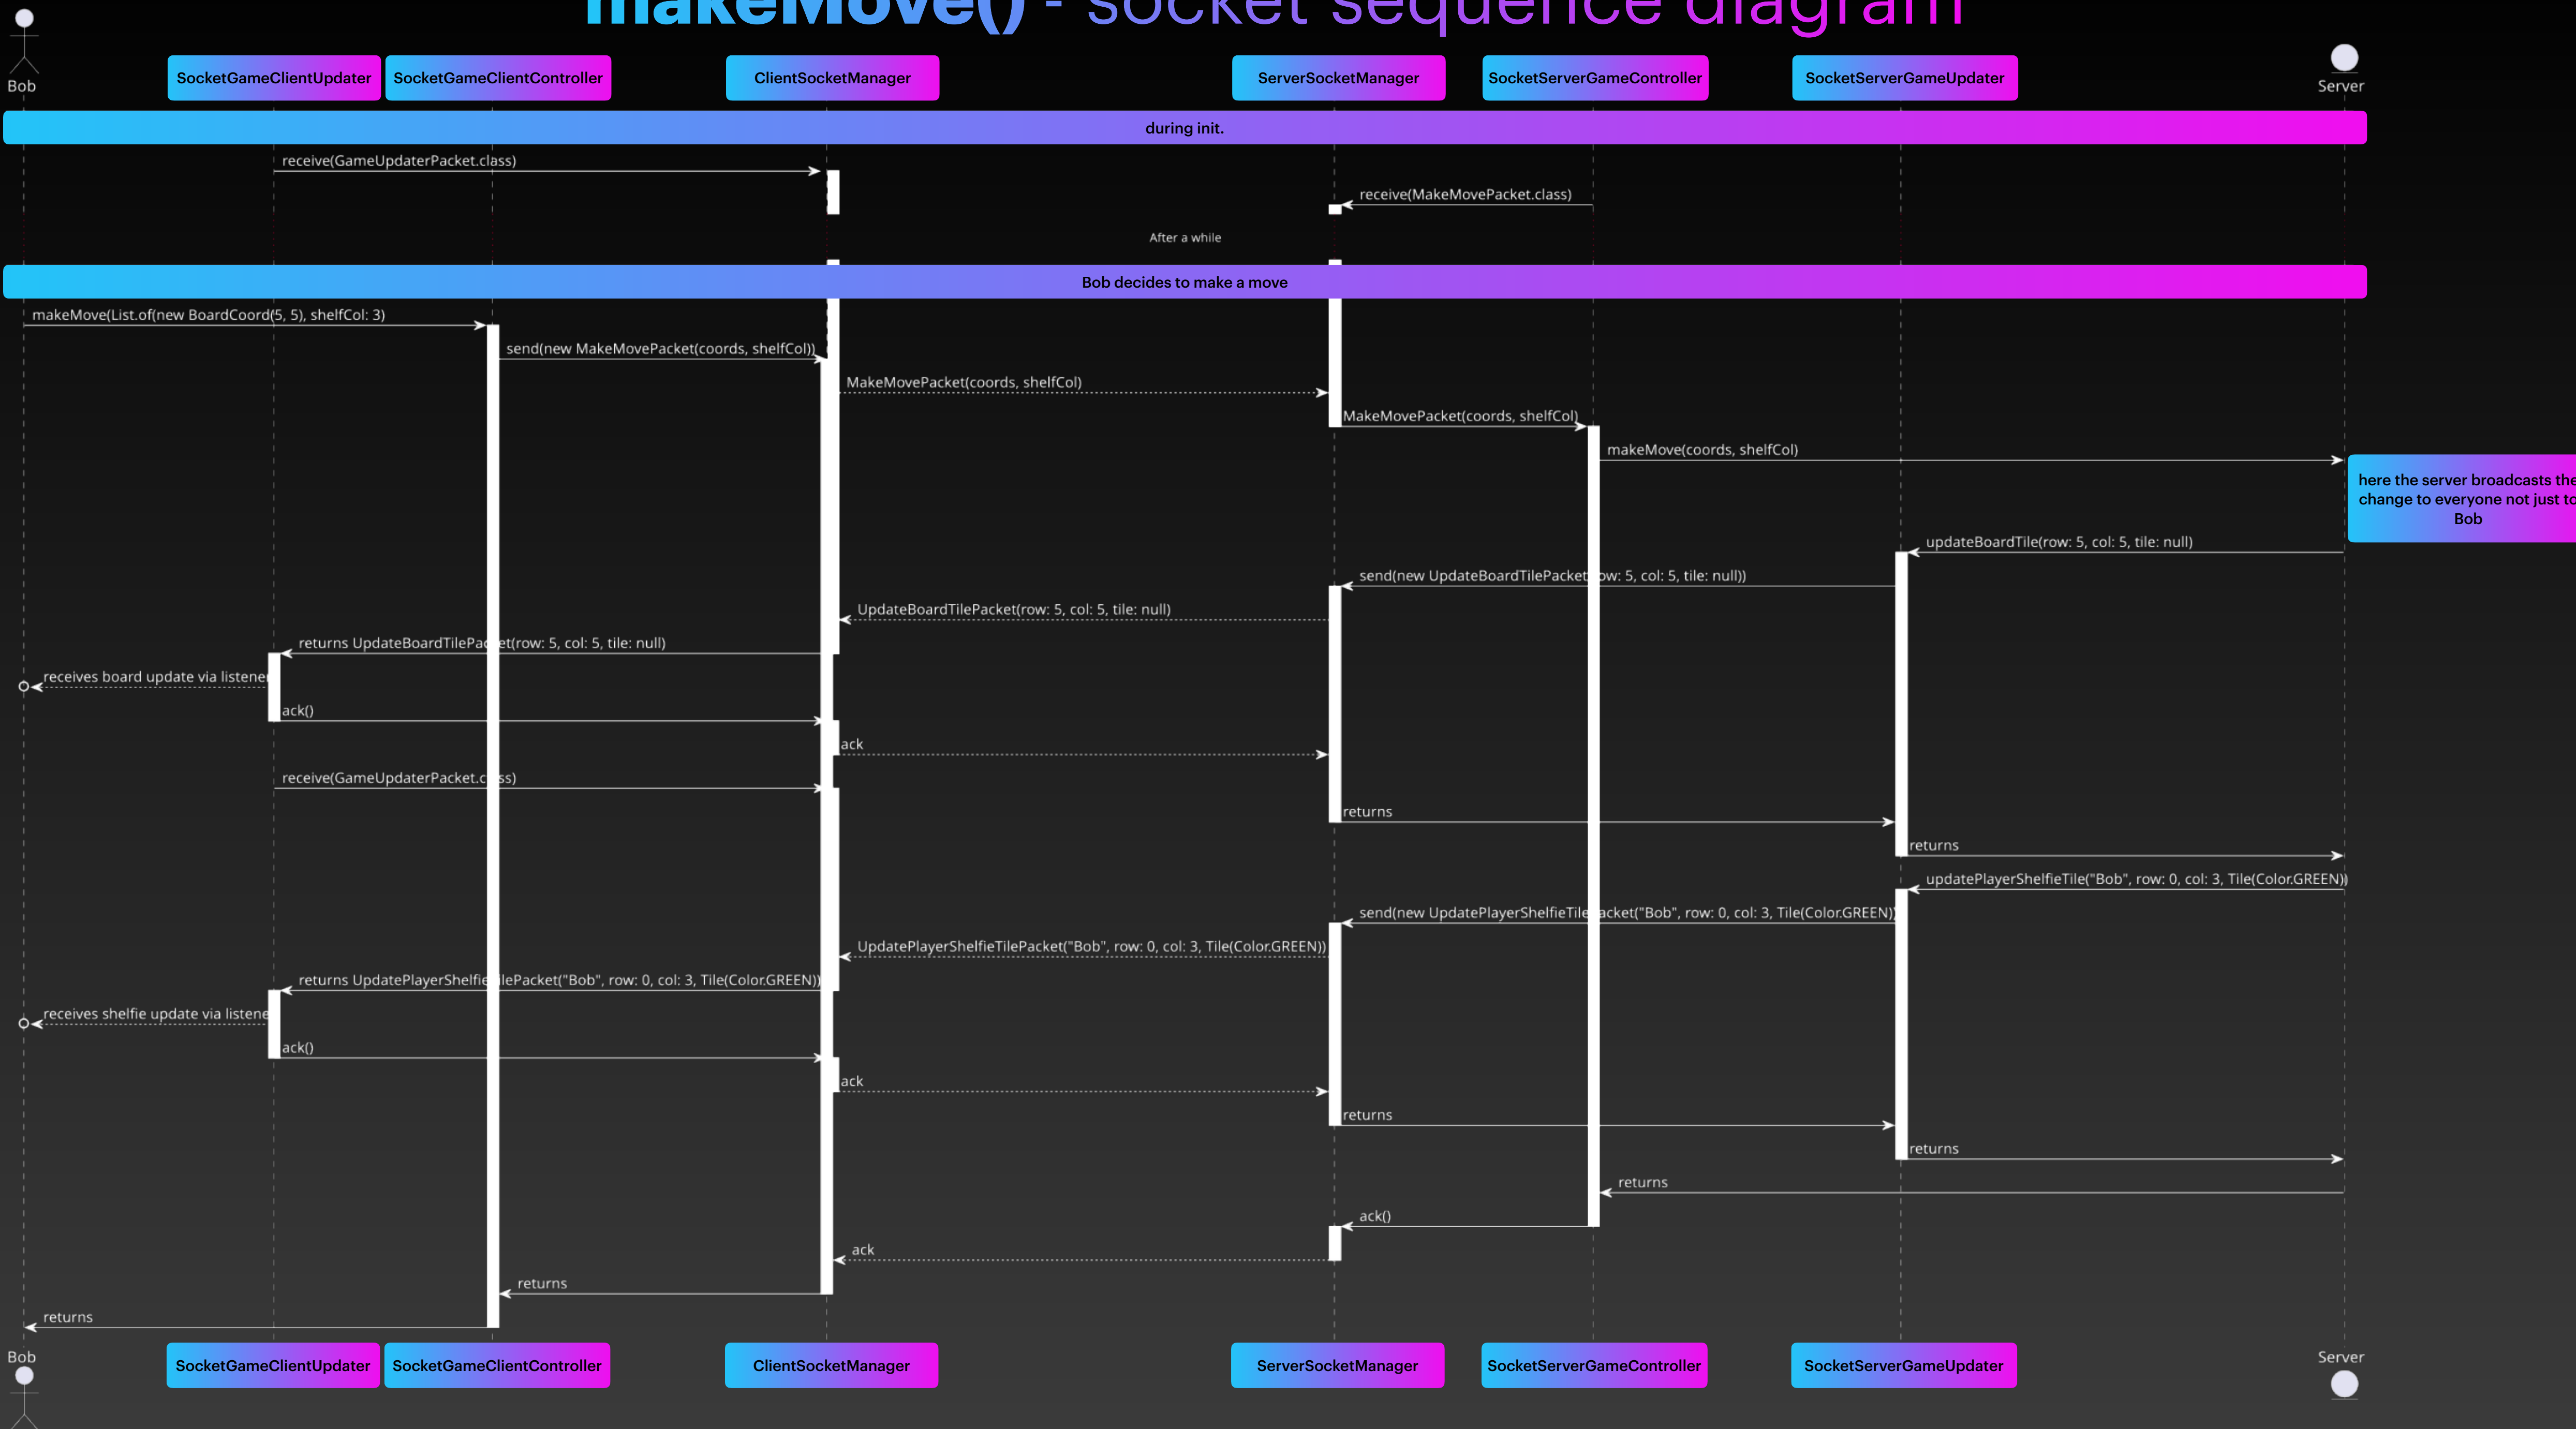 makeMove() - socket sequence diagram
Bob
SocketGameClientUpdater
SocketGameClientController
ClientSocketManager
ServerSocketManager
SocketServerGameController
SocketServerGameUpdater
Server
during init.
receive(GameUpdaterPacket.class)
receive(MakeMovePacket.class)
After a while
Bob decides to make a move
makeMove(List.of(new BoardCoord(5, 5), shelfCol: 3)
send(new MakeMovePacket(coords, shelfCol))
MakeMovePacket(coords, shelfCol)
MakeMovePacket(coords, shelfCol)
makeMove(coords, shelfCol)
here the server broadcasts the
change to everyone not just to
Bob
updateBoardTile(row: 5, col: 5, tile: null)
send(new UpdateBoardTilePacket(row: 5, col: 5, tile: null))
UpdateBoardTilePacket(row: 5, col: 5, tile: null)
returns UpdateBoardTilePacket(row: 5, col: 5, tile: null)
receives board update via listener
ack()
ack
receive(GameUpdaterPacket.class)
returns
returns
updatePlayerShelfieTile("Bob", row: 0, col: 3, Tile(Color.GREEN))
send(new UpdatePlayerShelfieTilePacket("Bob", row: 0, col: 3, Tile(Color.GREEN))
UpdatePlayerShelfieTilePacket("Bob", row: 0, col: 3, Tile(Color.GREEN))
returns UpdatePlayerShelfieTilePacket("Bob", row: 0, col: 3, Tile(Color.GREEN))
receives shelfie update via listene
ack()
ack
returns
returns
returns
ack()
ack
returns
returns
Bob
SocketGameClientUpdater
SocketGameClientController
ClientSocketManager
ServerSocketManager
SocketServerGameController
SocketServerGameUpdater
Server